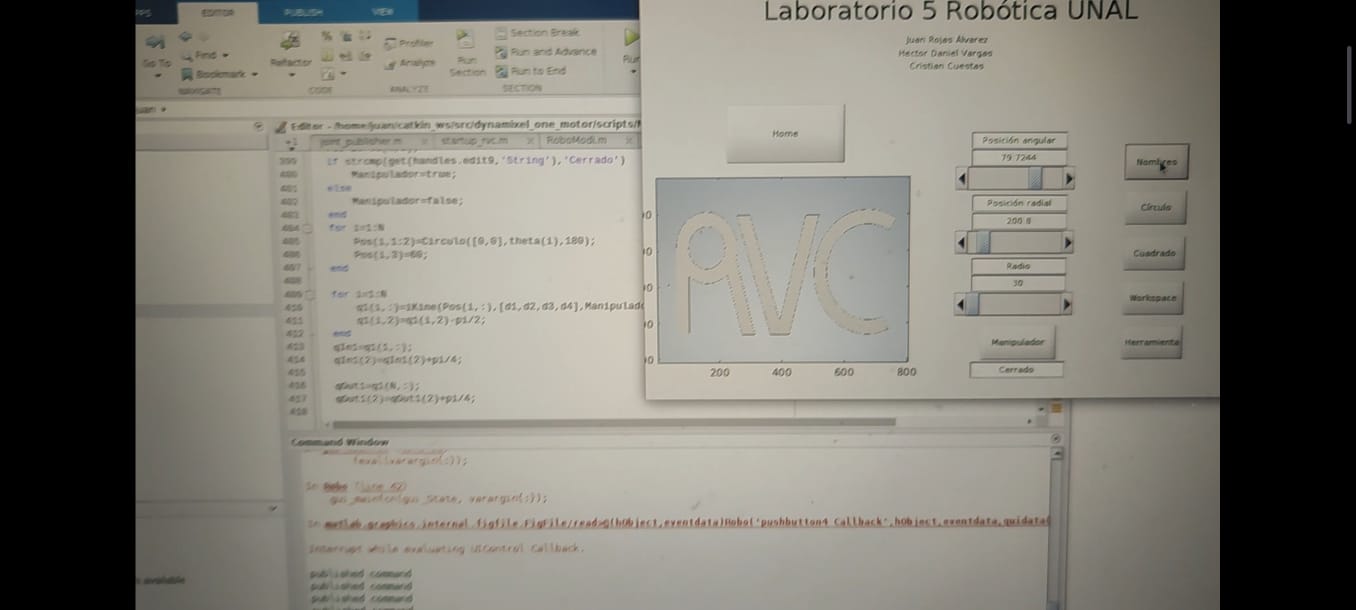 EDITOR
PUBLISH
VIEW
Go To
Find
Bookmark
NAVIGATE
Refactor
CODE
Profiler
Analyze
ANALYZE
Run
Section
Section Break
Run and Advance
Run to End
SECTION
Run
Editor - /home/juan/catkin_ws/src/dynamixel_one_motor/scripts/
joint_publisher.m
startup_rvc.m
RoboModi.m
399 if strcmp(get(handles.edit9,'String'),'Cerrado')
400 Manipulador=true;
401 else
402 Manipulador=false;
403 end
404 for i=1:N
405 Pos(i,1:2)=Circulo([0,0],theta(i),180);
406 Pos(i,3)=60;
407 end
408
409 for i=1:N
410 q1(i,:)=iKine(Pos(i,:),[d1,d2,d3,d4],Manipulad
411 q1(i,2)=q1(i,2)-pi/2;
412 end
413 qIn1=q1(1,:);
414 qIn1(2)=qIn1(2)+pi/4;
415
416 qOut1=q1(N,:);
417 qOut1(2)=qOut1(2)+pi/4;
418
Command Window
feval(varargin{:});
In Robo (line 42)
gui_mainfcn(gui_State, varargin{:});
In matlab.graphics.internal.figfile.FigFile/read>@(hObject,eventdata)Robo('pushbutton4_Callback',hObject,eventdata,guidata(
Interrupt while evaluating UIControl Callback.
published command
published command
published command
available
Laboratorio 5 Robótica UNAL
Juan Rojas Álvarez
Hector Daniel Vargas
Cristian Cuestas
Home
AVC
200 400 600 800
Posición angular
79.7244
Posición radial
200.8
Radio
30
Manipulador
Cerrado
Nombres
Círculo
Cuadrado
Workspace
Herramienta